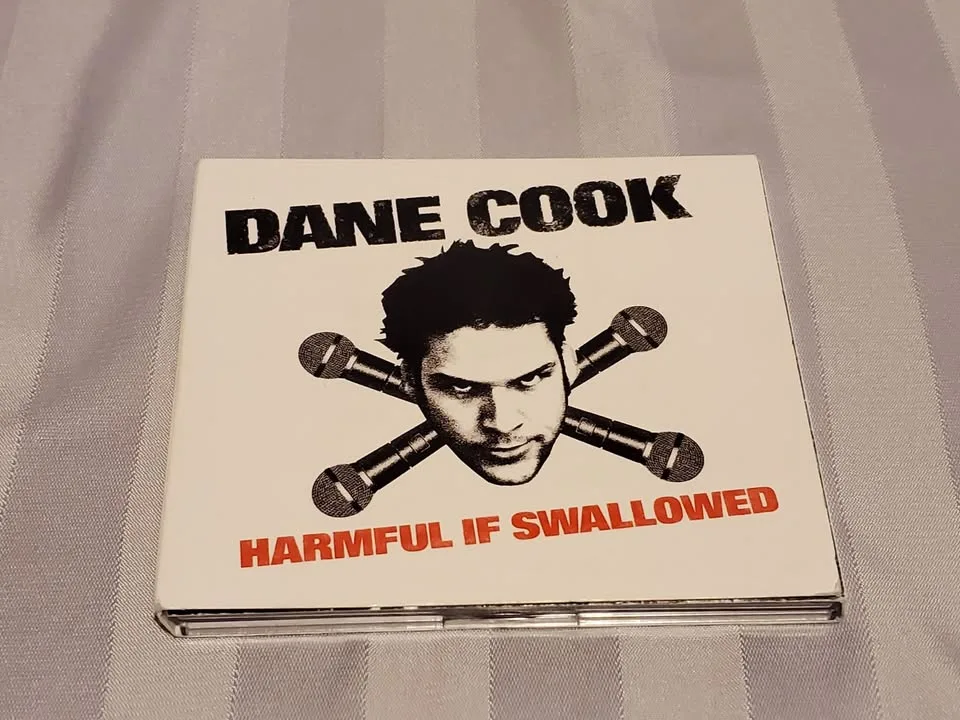 DANE COOK
HARMFUL IF SWALLOWED